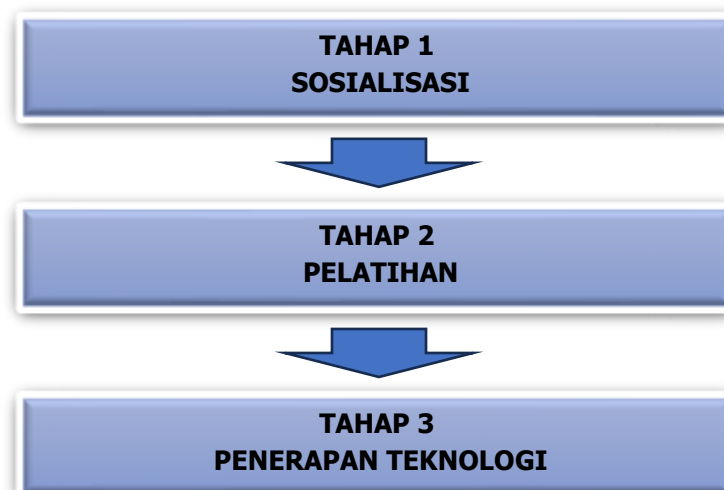 TAHAP 1
SOSIALISASI
TAHAP 2
PELATIHAN
TAHAP 3
PENERAPAN TEKNOLOGI